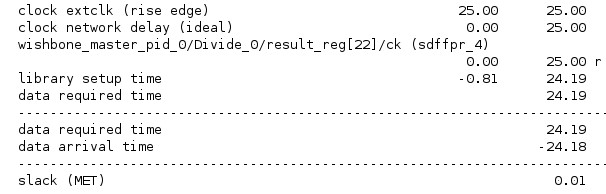 clock extclk (rise edge) 25.00 25.00
clock network delay (ideal) 0.00 25.00
wishbone_master_pid_0/Divide_0/result_reg[22]/ck (sdffpr_4)
0.00 25.00 r
library setup time -0.81 24.19
data required time 24.19
--------------------------------------------------------------------------
data required time 24.19
data arrival time -24.18
--------------------------------------------------------------------------
slack (MET) 0.01